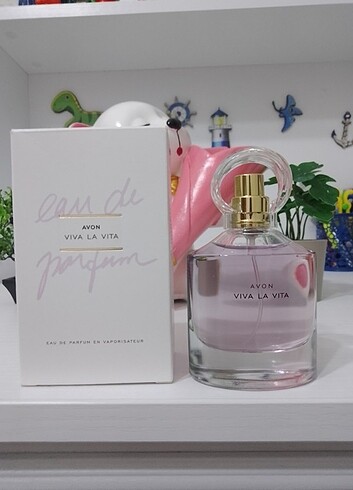 eau de
AVON
VIVA LA VITA
parfum
EAU DE PARFUM EN VAPORISATEUR
AVON
VIVA LA VITA